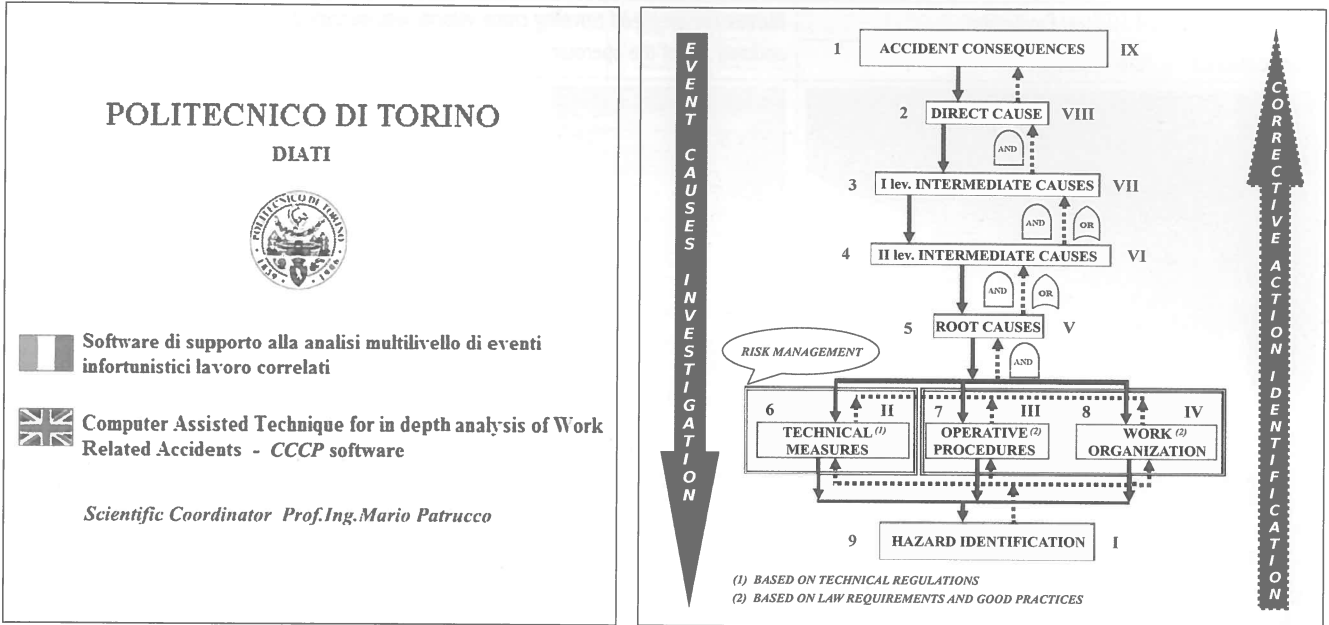 POLITECNICO DI TORINO
DIATI
POLITECNICO DI TORINO
1859 · 1906
Software di supporto alla analisi multilivello di eventi
infortunistici lavoro correlati
Computer Assisted Technique for in depth analysis of Work
Related Accidents - CCCP software
Scientific Coordinator Prof.Ing.Mario Patrucco
EVENT CAUSES INVESTIGATION
1 ACCIDENT CONSEQUENCES IX
2 DIRECT CAUSE VIII
AND
3 I lev. INTERMEDIATE CAUSES VII
AND OR
4 II lev. INTERMEDIATE CAUSES VI
AND OR
5 ROOT CAUSES V
RISK MANAGEMENT
AND
6 II 7 III 8 IV
TECHNICAL (1) OPERATIVE (2) WORK (2)
MEASURES PROCEDURES ORGANIZATION
9 HAZARD IDENTIFICATION I
(1) BASED ON TECHNICAL REGULATIONS
(2) BASED ON LAW REQUIREMENTS AND GOOD PRACTICES
CORRECTIVE ACTION IDENTIFICATION